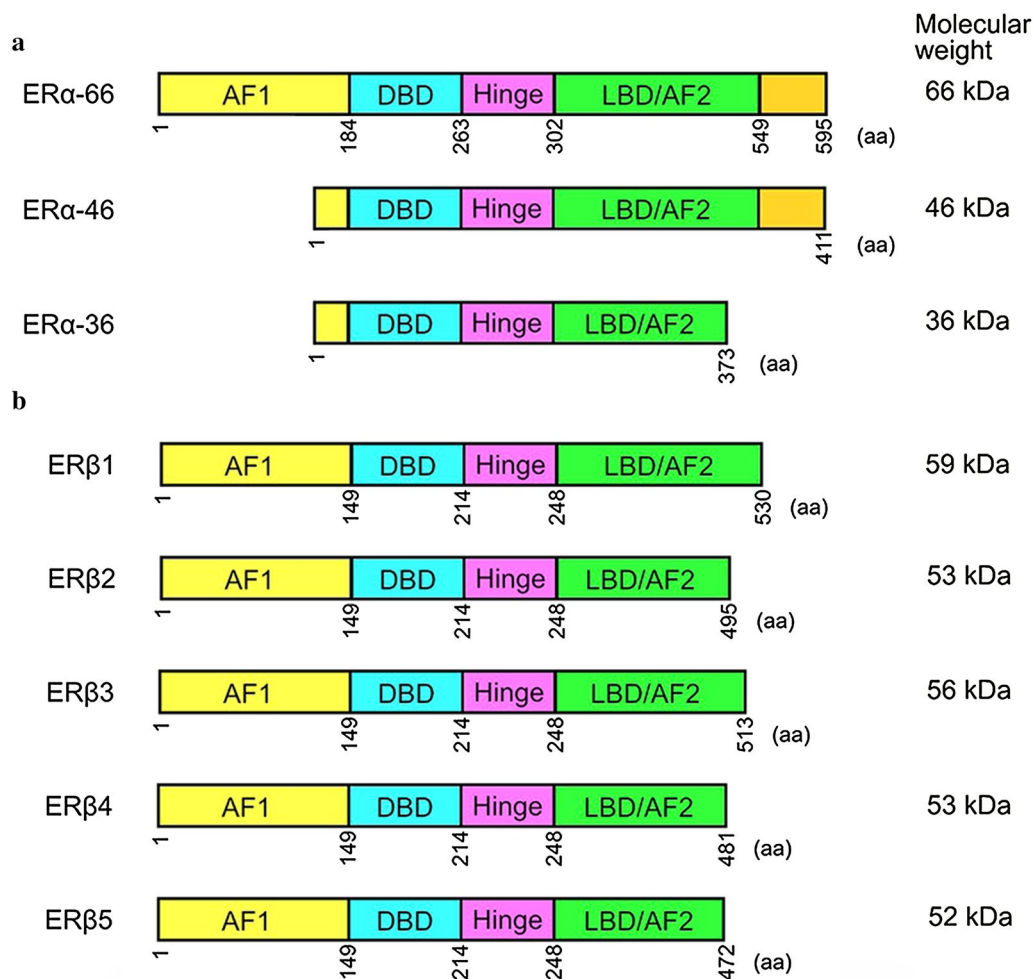 Molecular
weight
a
ERα-66 AF1 DBD Hinge LBD/AF2 66 kDa
1 184 263 302 549 595 (aa)
ERα-46 DBD Hinge LBD/AF2 46 kDa
1 411 (aa)
ERα-36 DBD Hinge LBD/AF2 36 kDa
1 373 (aa)
b
ERβ1 AF1 DBD Hinge LBD/AF2 59 kDa
1 149 214 248 530 (aa)
ERβ2 AF1 DBD Hinge LBD/AF2 53 kDa
1 149 214 248 495 (aa)
ERβ3 AF1 DBD Hinge LBD/AF2 56 kDa
1 149 214 248 513 (aa)
ERβ4 AF1 DBD Hinge LBD/AF2 53 kDa
1 149 214 248 481 (aa)
ERβ5 AF1 DBD Hinge LBD/AF2 52 kDa
1 149 214 248 472 (aa)